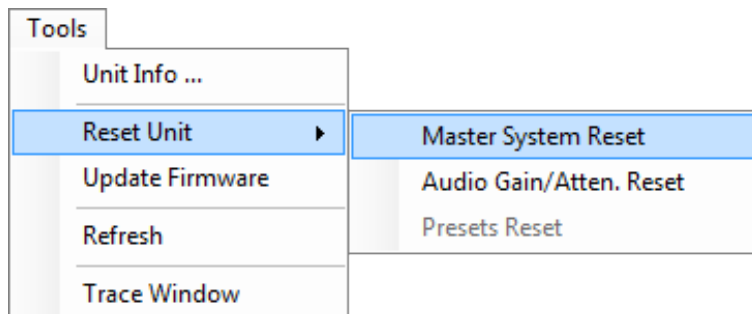 Tools
Unit Info ...
Reset Unit
Master System Reset
Update Firmware
Audio Gain/Atten. Reset
Refresh
Presets Reset
Trace Window